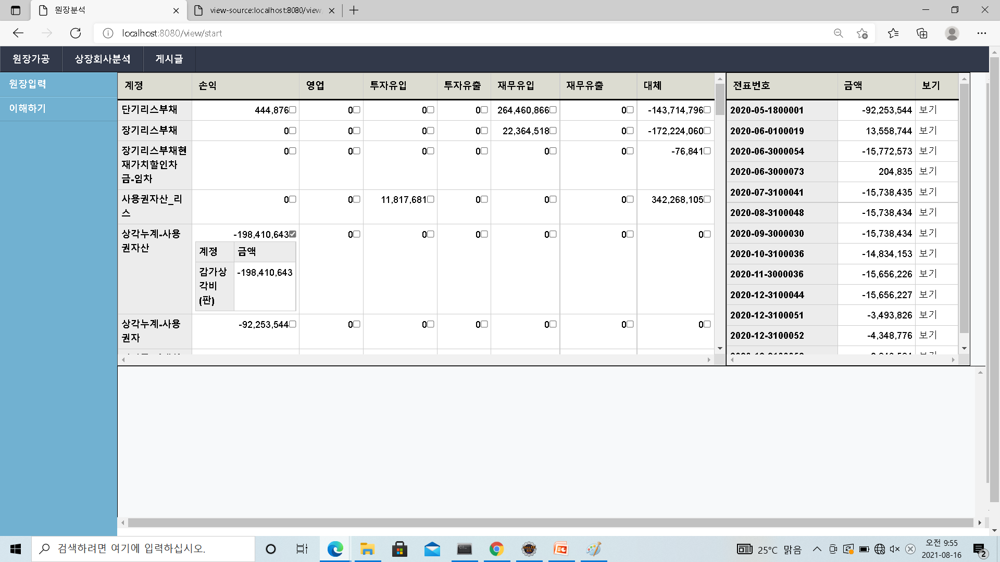 원장분석
view-source:localhost:8080/view
localhost:8080/view/start
원장가공 상장회사분석 게시글
원장입력
이해하기
계정 손익 영업 투자유입 투자유출 재무유입 재무유출 대체
단기리스부채 444,876 0 0 0 264,460,866 0 -143,714,796
장기리스부채 0 0 0 0 22,364,518 0 -172,224,060
장기리스부채현 0 0 0 0 0 0 -76,841
재가치할인차
금-임차
사용권자산_리 0 0 11,817,681 0 0 0 342,268,105
스
상각누계-사용 -198,410,643 0 0 0 0 0 0
권자산
계정 금액
감가상 -198,410,643
각비
(판)
상각누계-사용 -92,253,544 0 0 0 0 0 0
권자
전표번호 금액 보기
2020-05-1800001 -92,253,544 보기
2020-06-0100019 13,558,744 보기
2020-06-3000054 -15,772,573 보기
2020-06-3000073 204,835 보기
2020-07-3100041 -15,738,435 보기
2020-08-3100048 -15,738,434 보기
2020-09-3000030 -15,738,434 보기
2020-10-3100036 -14,834,153 보기
2020-11-3000036 -15,656,226 보기
2020-12-3100044 -15,656,227 보기
2020-12-3100051 -3,493,826 보기
2020-12-3100052 -4,348,776 보기
검색하려면 여기에 입력하십시오.
25°C 맑음
오전 9:55
2021-08-16
2